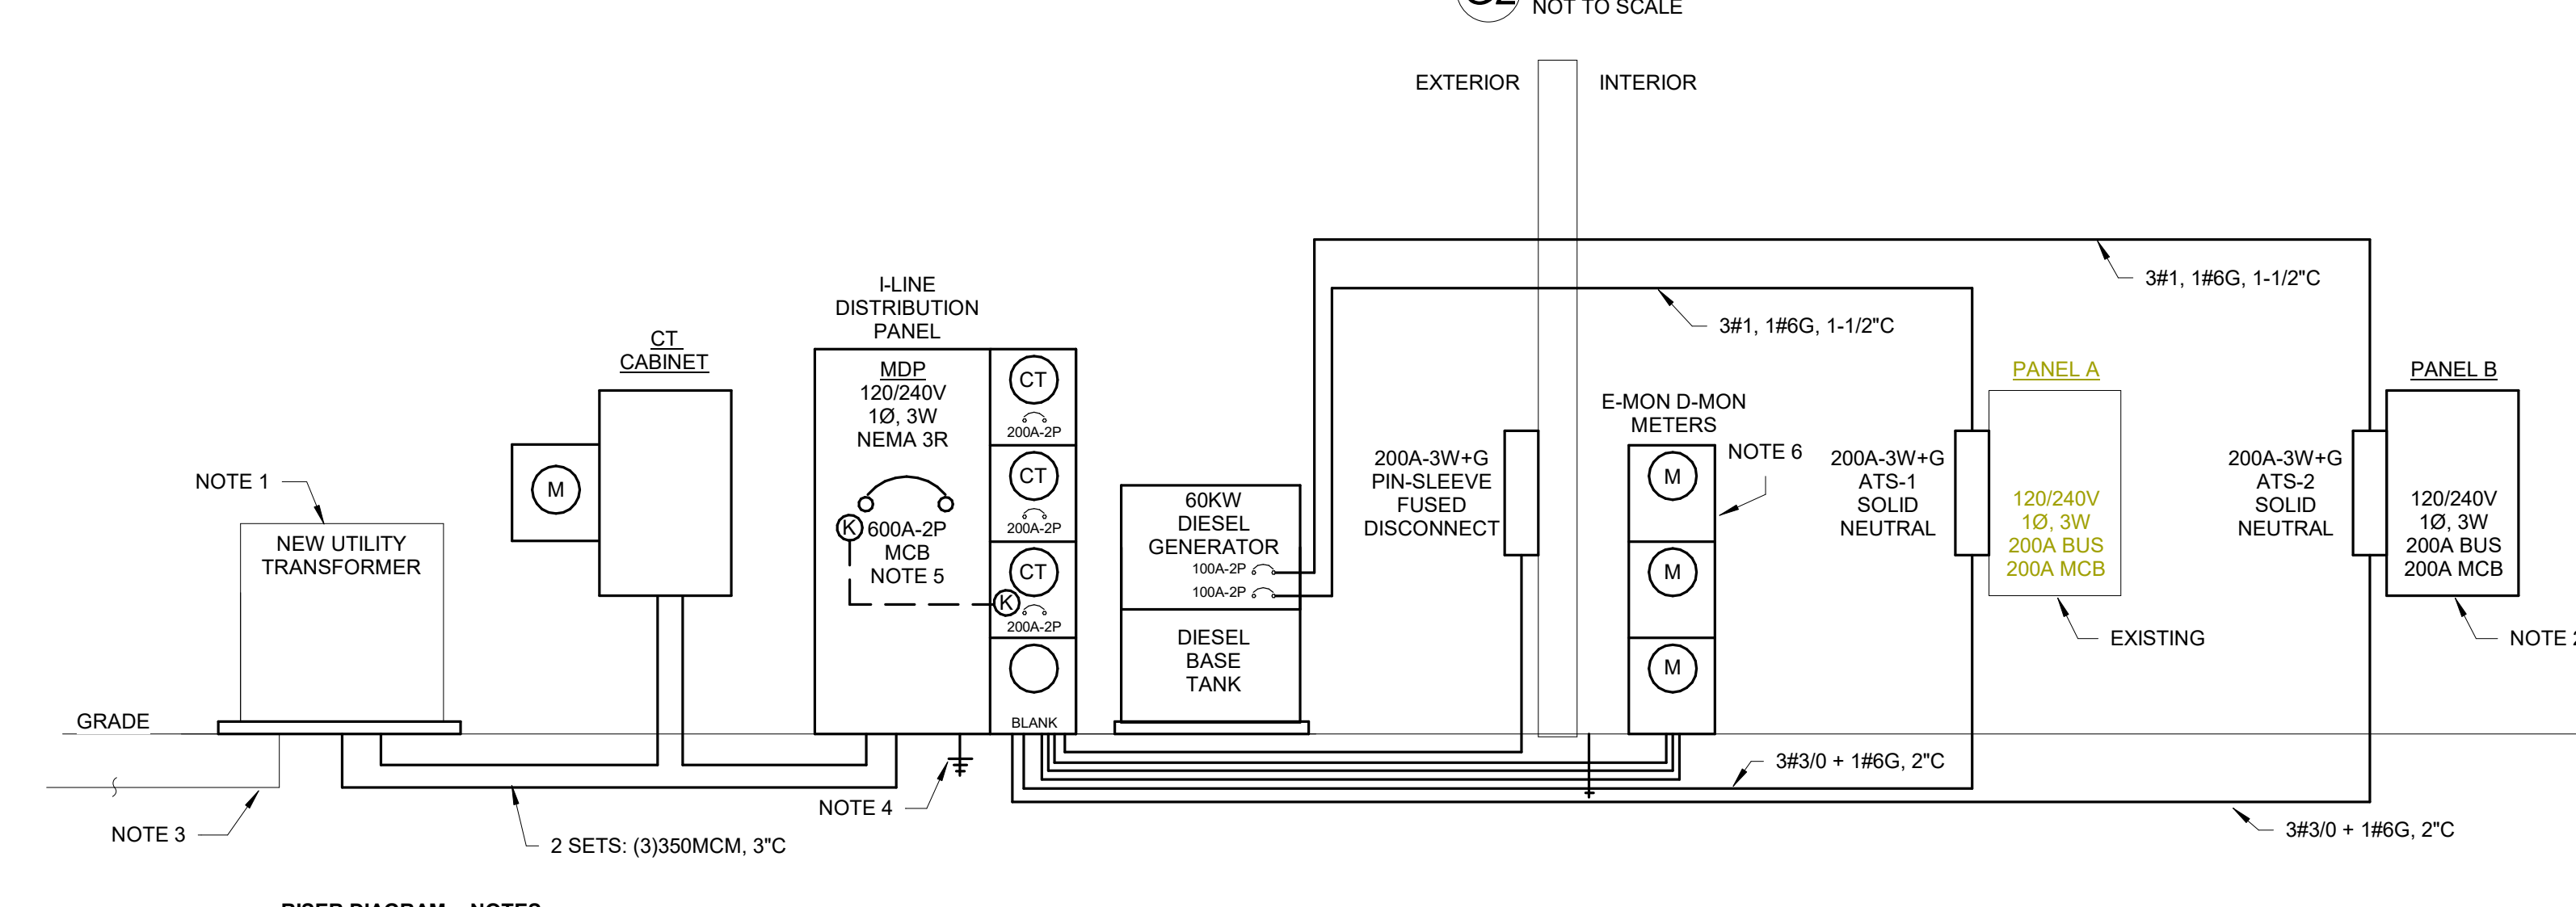 NOT TO SCALE
EXTERIOR
INTERIOR
3#1, 1#6G, 1-1/2"C
3#1, 1#6G, 1-1/2"C
I-LINE
DISTRIBUTION
PANEL
CT
CABINET
M
MDP
120/240V
1Ø, 3W
NEMA 3R
K
600A-2P
MCB
NOTE 5
CT
200A-2P
CT
200A-2P
CT
K
200A-2P
BLANK
NOTE 1
NEW UTILITY
TRANSFORMER
GRADE
NOTE 3
2 SETS: (3)350MCM, 3"C
NOTE 4
60KW
DIESEL
GENERATOR
100A-2P
100A-2P
DIESEL
BASE
TANK
200A-3W+G
PIN-SLEEVE
FUSED
DISCONNECT
E-MON D-MON
METERS
M
M
M
NOTE 6
200A-3W+G
ATS-1
SOLID
NEUTRAL
PANEL A
120/240V
1Ø, 3W
200A BUS
200A MCB
EXISTING
200A-3W+G
ATS-2
SOLID
NEUTRAL
PANEL B
120/240V
1Ø, 3W
200A BUS
200A MCB
NOTE
3#3/0 + 1#6G, 2"C
3#3/0 + 1#6G, 2"C
RISER DIAGRAM - NOTES